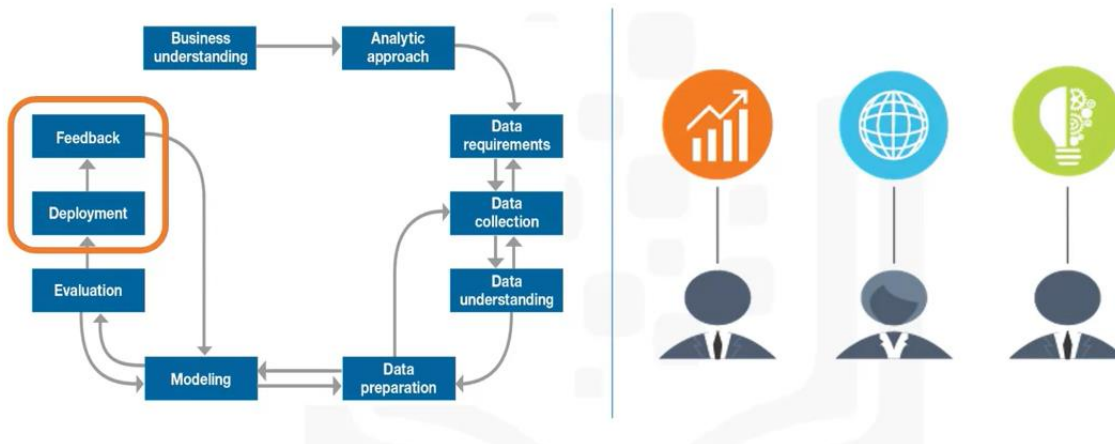 Business
understanding
Analytic
approach
Feedback
Data
requirements
Deployment
Data
collection
Evaluation
Data
understanding
Modeling
Data
preparation